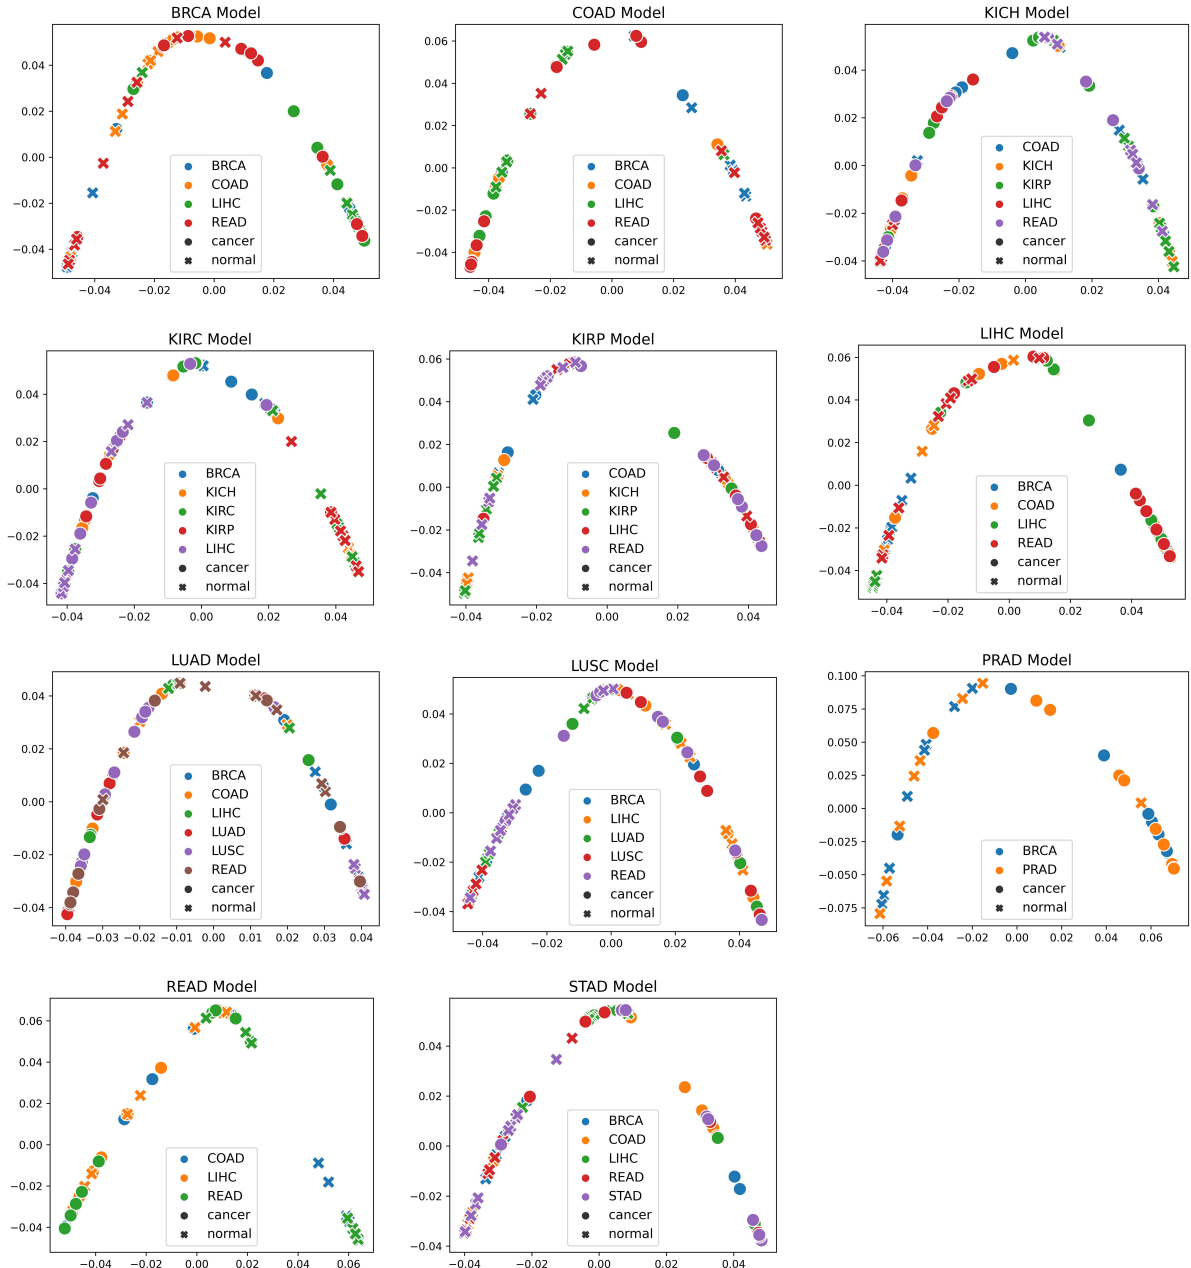 BRCA Model
0.04
0.02
0.00
−0.02
−0.04
−0.04 −0.02 0.00 0.02 0.04
BRCA
COAD
LIHC
READ
cancer
normal
COAD Model
0.06
0.04
0.02
0.00
−0.02
−0.04
−0.04 −0.02 0.00 0.02 0.04
BRCA
COAD
LIHC
READ
cancer
normal
KICH Model
0.04
0.02
0.00
−0.02
−0.04
−0.04 −0.02 0.00 0.02 0.04
COAD
KICH
KIRP
LIHC
READ
cancer
normal
KIRC Model
0.04
0.02
0.00
−0.02
−0.04
−0.04 −0.02 0.00 0.02 0.04
BRCA
KICH
KIRC
KIRP
LIHC
cancer
normal
KIRP Model
0.06
0.04
0.02
0.00
−0.02
−0.04
−0.04 −0.02 0.00 0.02 0.04
COAD
KICH
KIRP
LIHC
READ
cancer
normal
LIHC Model
0.06
0.04
0.02
0.00
−0.02
−0.04
−0.04 −0.02 0.00 0.02 0.04
BRCA
COAD
LIHC
READ
cancer
normal
LUAD Model
0.04
0.02
0.00
−0.02
−0.04
−0.04 −0.03 −0.02 −0.01 0.00 0.01 0.02 0.03 0.04
BRCA
COAD
LIHC
LUAD
LUSC
READ
cancer
normal
LUSC Model
0.04
0.02
0.00
−0.02
−0.04
−0.04 −0.02 0.00 0.02 0.04
BRCA
LIHC
LUAD
LUSC
READ
cancer
normal
PRAD Model
0.100
0.075
0.050
0.025
0.000
−0.025
−0.050
−0.075
−0.06 −0.04 −0.02 0.00 0.02 0.04 0.06
BRCA
PRAD
cancer
normal
READ Model
0.06
0.04
0.02
0.00
−0.02
−0.04
−0.04 −0.02 0.00 0.02 0.04 0.06
COAD
LIHC
READ
cancer
normal
STAD Model
0.04
0.02
0.00
−0.02
−0.04
−0.04 −0.02 0.00 0.02 0.04
BRCA
COAD
LIHC
READ
STAD
cancer
normal